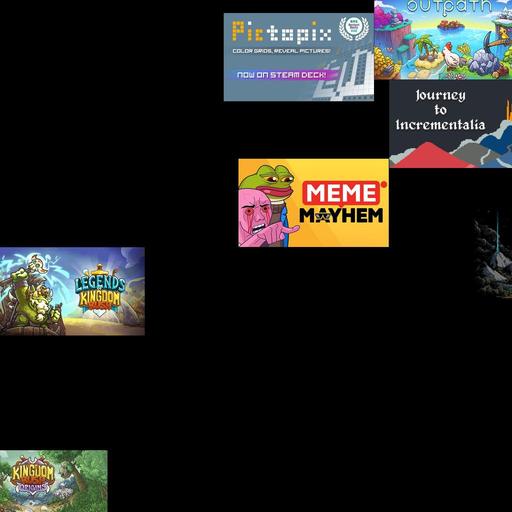 Outpath
Pictopix
COLOR GRIDS, REVEAL PICTURES!
NOW ON STEAM DECK!
Journey
to
Incrementalia
MEME
MAYHEM
LEGENDS
OF
KINGDOM
RUSH
KINGDOM
RUSH
ORIGINS